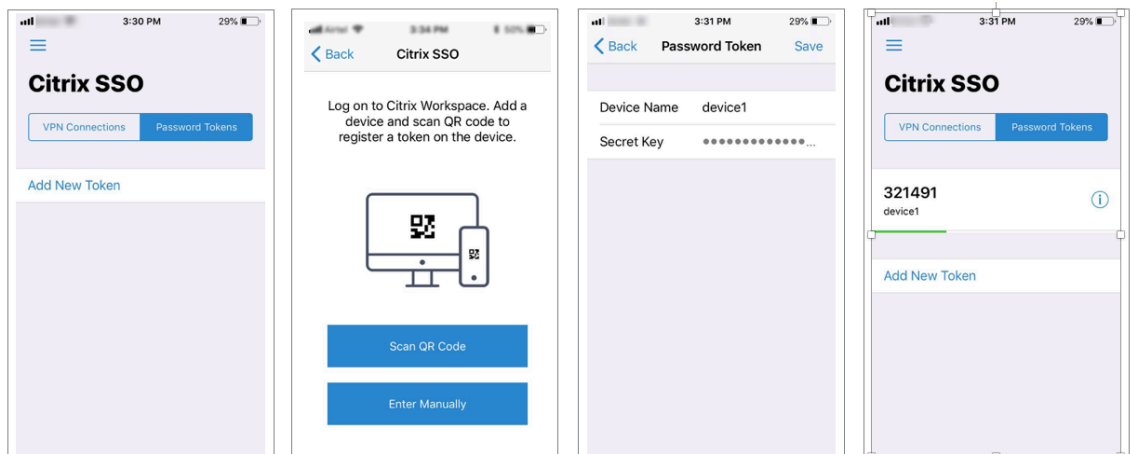 3:30 PM 29%
Citrix SSO
VPN Connections Password Tokens
Add New Token
Airtel 3:34 PM 50%
Back Citrix SSO
Log on to Citrix Workspace. Add a
device and scan QR code to
register a token on the device.
Scan QR Code
Enter Manually
3:31 PM 29%
Back Password Token Save
Device Name device1
Secret Key ●●●●●●●●●●●●●●...
3:31 PM 29%
Citrix SSO
VPN Connections Password Tokens
321491
device1
Add New Token